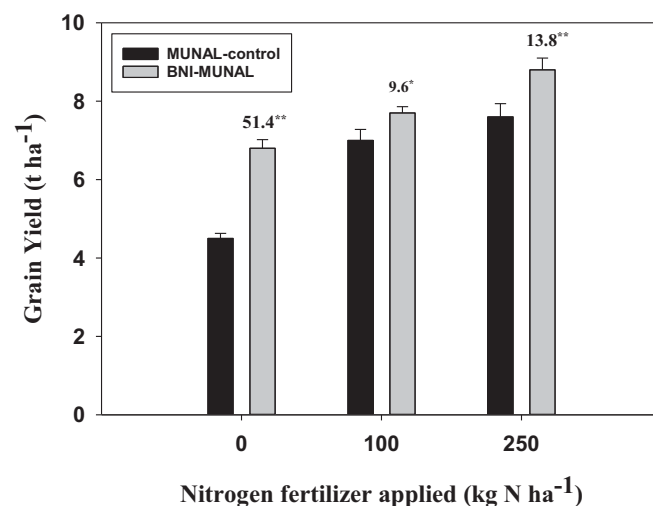 10
MUNAL-control
BNI-MUNAL
13.8**
9.6*
51.4**
8
6
4
2
0
Grain Yield (t ha-1)
0 100 250
Nitrogen fertilizer applied (kg N ha-1)